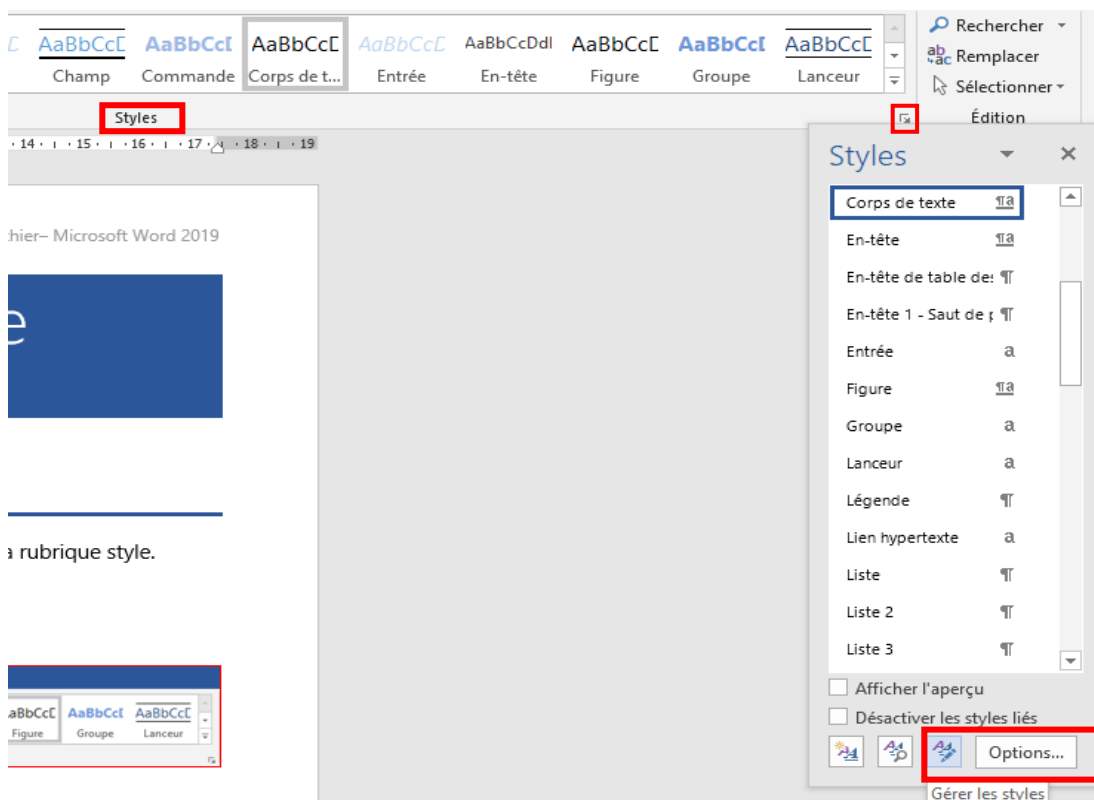 AaBbCcD AaBbCcI AaBbCcD AaBbCcD AaBbCcDdI AaBbCcD AaBbCcI AaBbCcD
Champ Commande Corps de t... Entrée En-tête Figure Groupe Lanceur
Rechercher
Remplacer
Sélectionner
Styles
Édition
14 15 16 17 18 19
hier– Microsoft Word 2019
e
a rubrique style.
aBbCcD AaBbCcI AaBbCcD
Figure Groupe Lanceur
Styles
Corps de texte ¶a
En-tête ¶a
En-tête de table des ¶
En-tête 1 - Saut de p ¶
Entrée a
Figure ¶a
Groupe a
Lanceur a
Légende ¶
Lien hypertexte a
Liste ¶
Liste 2 ¶
Liste 3 ¶
Afficher l'aperçu
Désactiver les styles liés
Options...
Gérer les styles